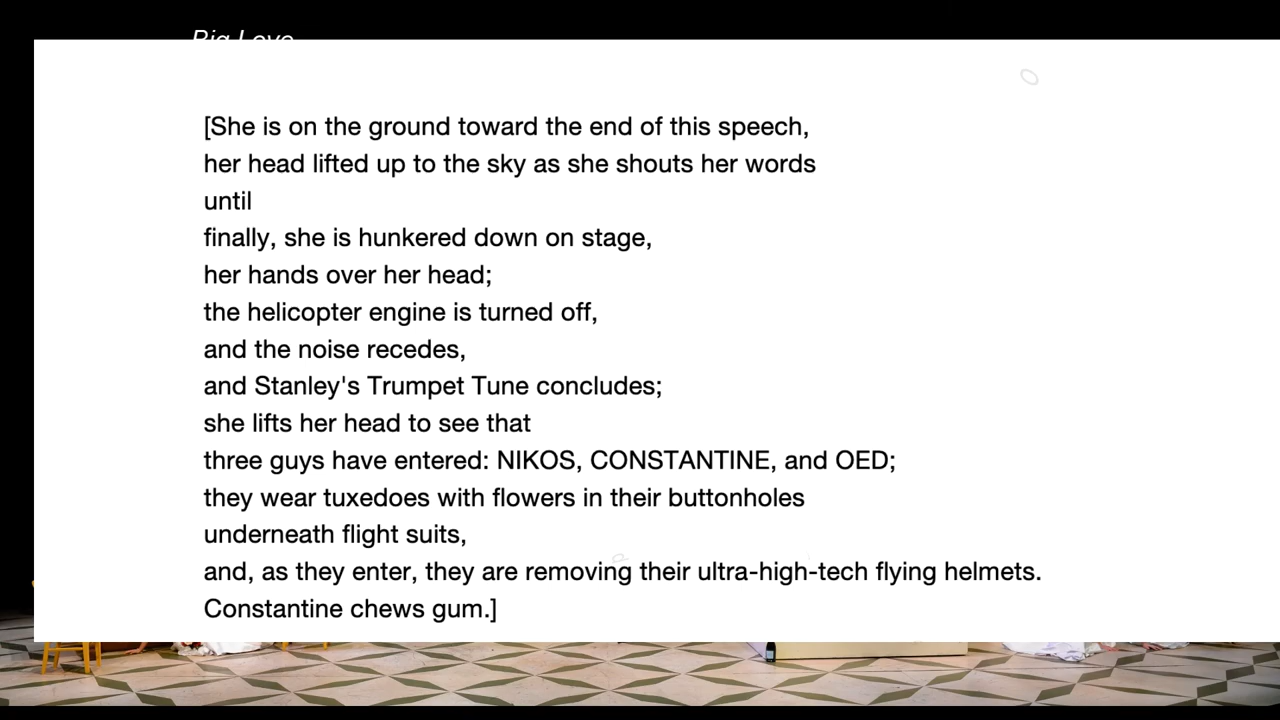 Big Love
[She is on the ground toward the end of this speech,
her head lifted up to the sky as she shouts her words
until
finally, she is hunkered down on stage,
her hands over her head;
the helicopter engine is turned off,
and the noise recedes,
and Stanley's Trumpet Tune concludes;
she lifts her head to see that
three guys have entered: NIKOS, CONSTANTINE, and OED;
they wear tuxedoes with flowers in their buttonholes
underneath flight suits,
and, as they enter, they are removing their ultra-high-tech flying helmets.
Constantine chews gum.]